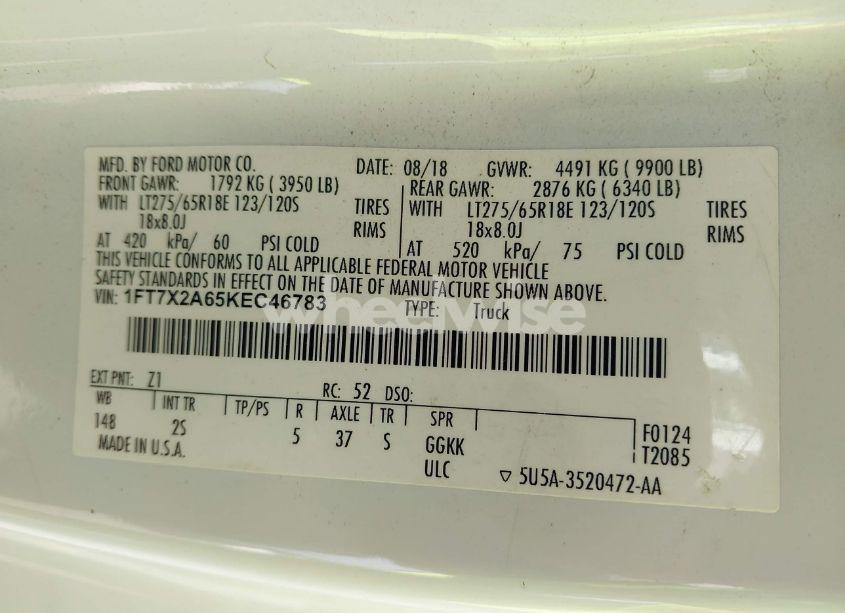 MFD. BY FORD MOTOR CO. DATE: 08/18 GVWR: 4491 KG ( 9900 LB)
FRONT GAWR: 1792 KG ( 3950 LB) REAR GAWR: 2876 KG ( 6340 LB)
WITH LT275/65R18E 123/120S TIRES WITH LT275/65R18E 123/120S TIRES
18x8.0J RIMS 18x8.0J RIMS
AT 420 kPa/ 60 PSI COLD AT 520 kPa/ 75 PSI COLD
THIS VEHICLE CONFORMS TO ALL APPLICABLE FEDERAL MOTOR VEHICLE
SAFETY STANDARDS IN EFFECT ON THE DATE OF MANUFACTURE SHOWN ABOVE.
VIN: 1FT7X2A65KEC46783 TYPE: Truck
wheelwise
EXT PNT: Z1 RC: 52 DSO:
WB INT TR TP/PS R AXLE TR SPR
148 2S 5 37 S GGKK F0124
MADE IN U.S.A. ULC T2085
5U5A-3520472-AA